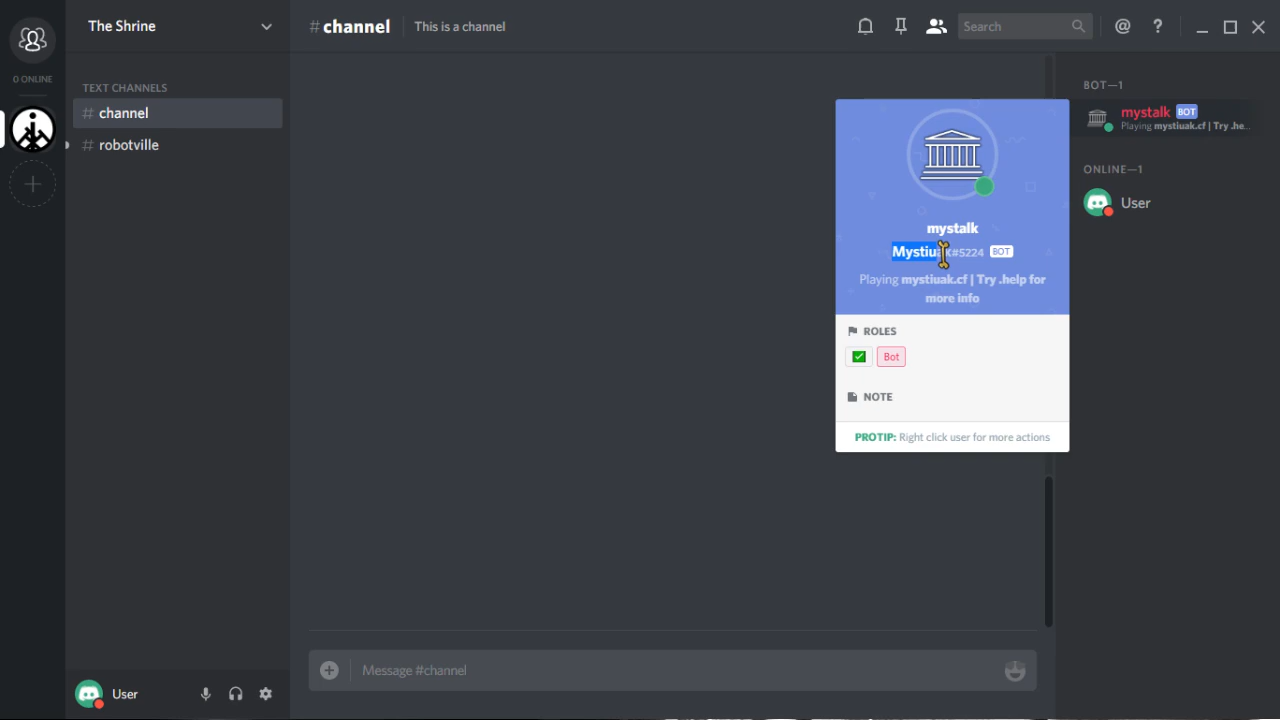 The Shrine
0 ONLINE
TEXT CHANNELS
# channel
# robotville
User
#channel
This is a channel
Search
@
?
mystalk
#5224 BOT
Playing mystiuak.cf | Try .help for
more info
ROLES
Bot
NOTE
PROTIP: Right click user for more actions
Message #channel
BOT—1
mystalk BOT
Playing mystiuak.cf | Try .he...
ONLINE—1
User